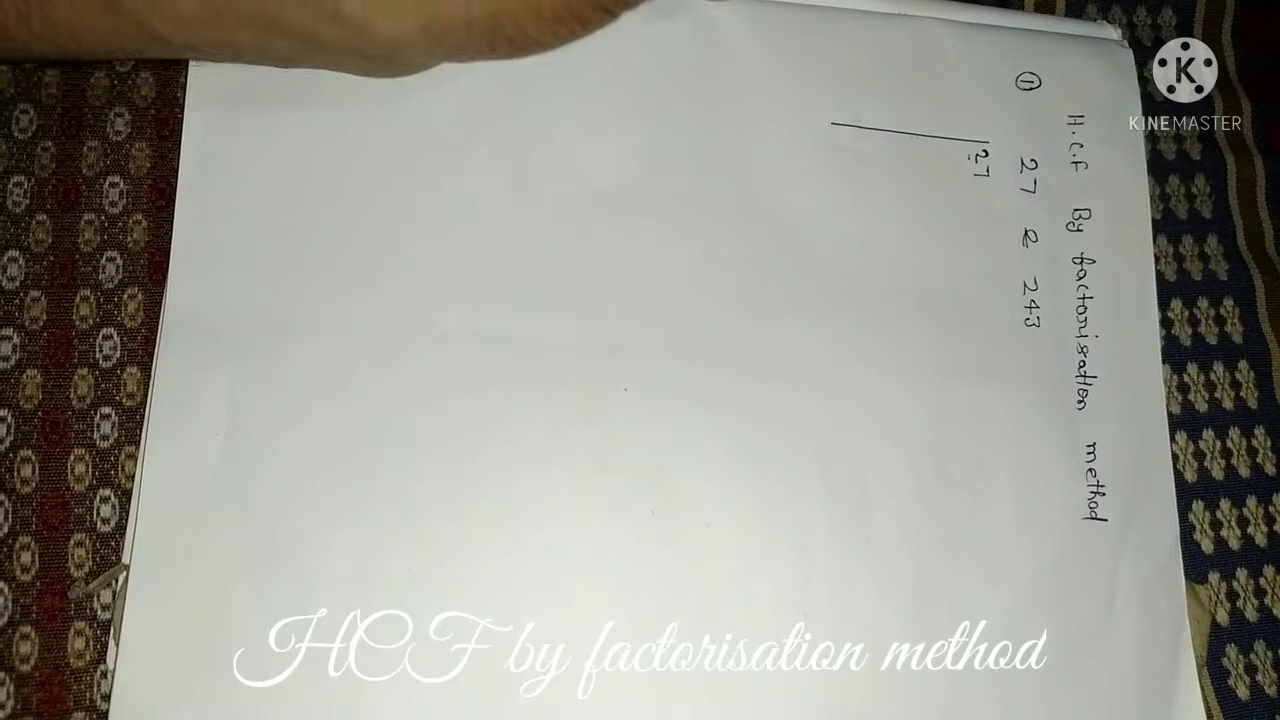 H.C.F By factorisation method
① 27 & 243
27
KINEMASTER
HCF by factorisation method